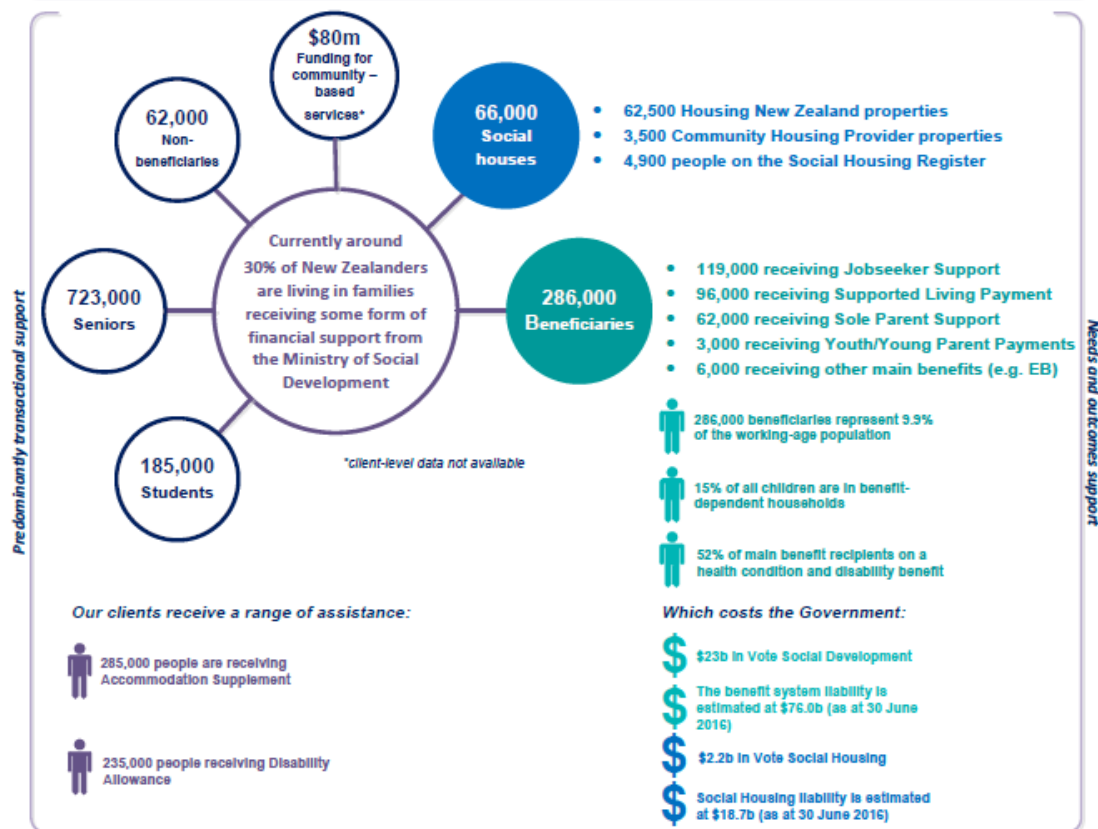 $80m
Funding for
community –
based
services*
62,000
Non-
beneficiaries
66,000
Social
houses
• 62,500 Housing New Zealand properties
• 3,500 Community Housing Provider properties
• 4,900 people on the Social Housing Register
Currently around
30% of New Zealanders
are living in families
receiving some form of
financial support from
the Ministry of Social
Development
723,000
Seniors
286,000
Beneficiaries
• 119,000 receiving Jobseeker Support
• 96,000 receiving Supported Living Payment
• 62,000 receiving Sole Parent Support
• 3,000 receiving Youth/Young Parent Payments
• 6,000 receiving other main benefits (e.g. EB)
185,000
Students
*client-level data not available
286,000 beneficiaries represent 9.9%
of the working-age population
15% of all children are in benefit-
dependent households
52% of main benefit recipients on a
health condition and disability benefit
Predominantly transactional support
Needs and outcomes support
Our clients receive a range of assistance:
285,000 people are receiving
Accommodation Supplement
235,000 people receiving Disability
Allowance
Which costs the Government:
$ $23b in Vote Social Development
$ The benefit system liability is
estimated at $76.0b (as at 30 June
2016)
$ $2.2b in Vote Social Housing
$ Social Housing liability is estimated
at $18.7b (as at 30 June 2016)